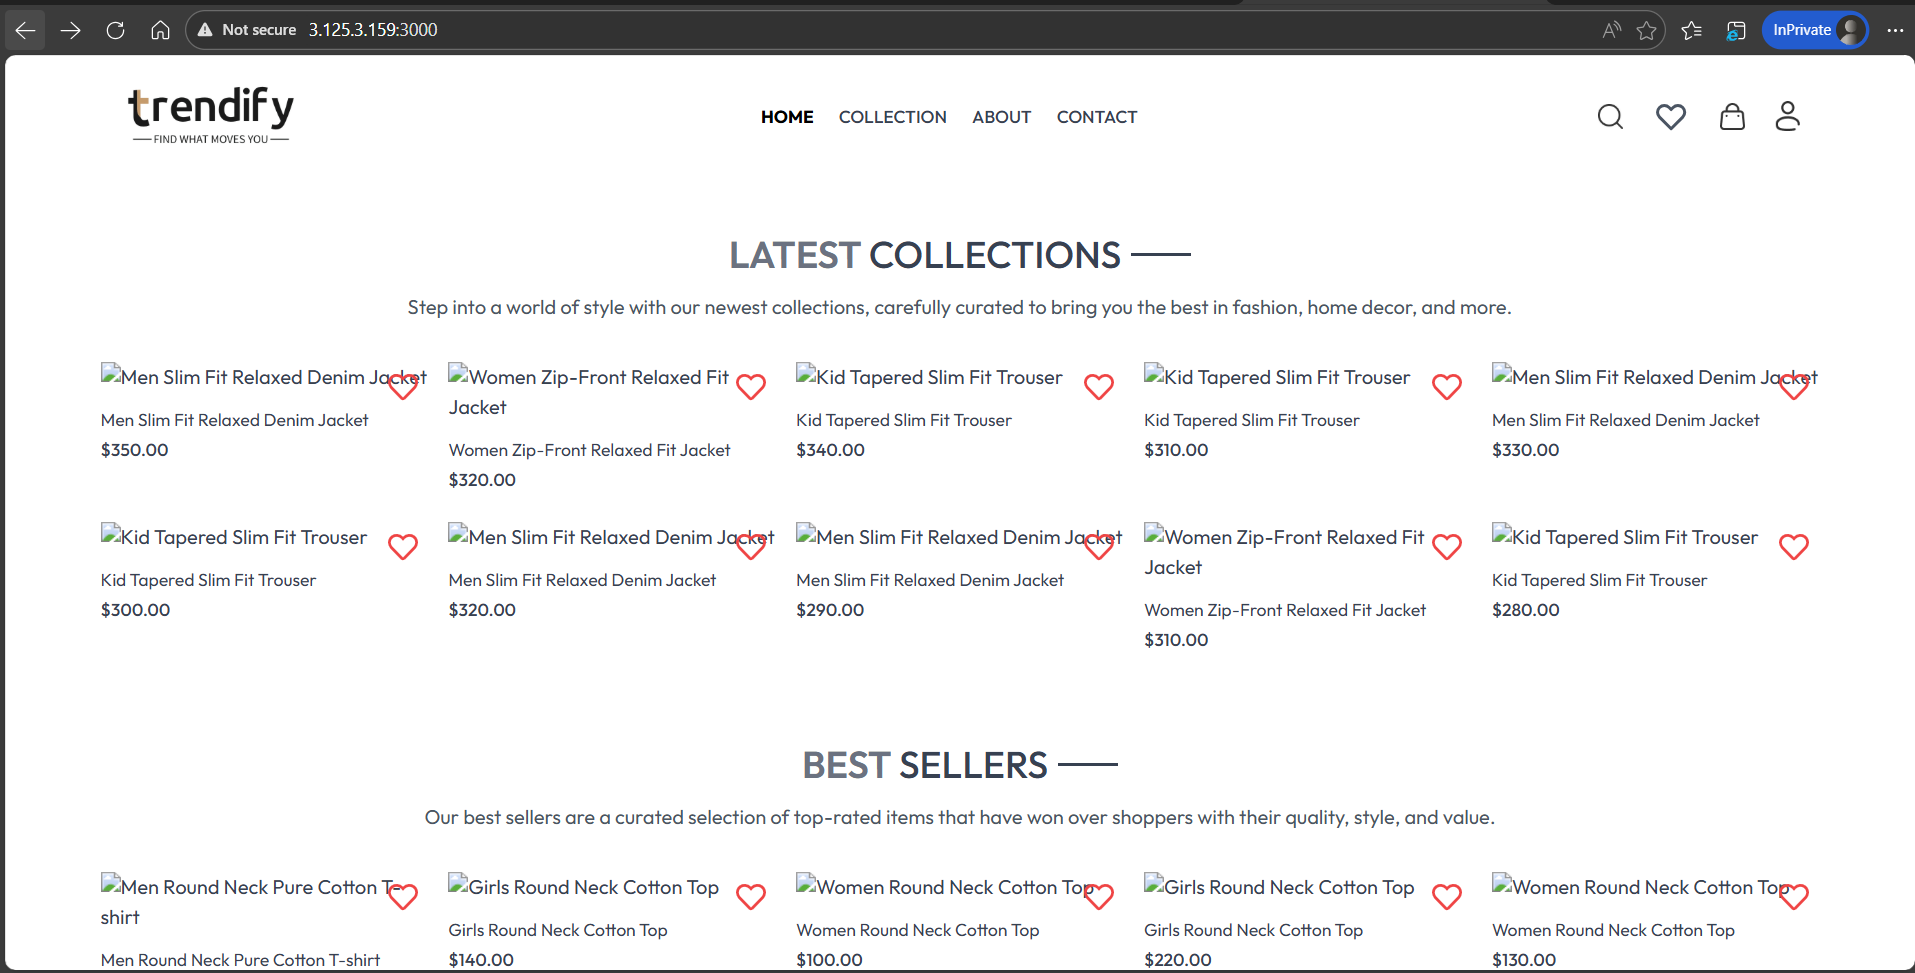 Not secure 3.125.3.159:3000 InPrivate
trendify
FIND WHAT MOVES YOU
HOME COLLECTION ABOUT CONTACT
LATEST COLLECTIONS
Step into a world of style with our newest collections, carefully curated to bring you the best in fashion, home decor, and more.
Men Slim Fit Relaxed Denim Jacket
Men Slim Fit Relaxed Denim Jacket
$350.00
Women Zip-Front Relaxed Fit
Jacket
Women Zip-Front Relaxed Fit Jacket
$320.00
Kid Tapered Slim Fit Trouser
Kid Tapered Slim Fit Trouser
$340.00
Kid Tapered Slim Fit Trouser
Kid Tapered Slim Fit Trouser
$310.00
Men Slim Fit Relaxed Denim Jacket
Men Slim Fit Relaxed Denim Jacket
$330.00
Kid Tapered Slim Fit Trouser
Kid Tapered Slim Fit Trouser
$300.00
Men Slim Fit Relaxed Denim Jacket
Men Slim Fit Relaxed Denim Jacket
$320.00
Men Slim Fit Relaxed Denim Jacket
Men Slim Fit Relaxed Denim Jacket
$290.00
Women Zip-Front Relaxed Fit
Jacket
Women Zip-Front Relaxed Fit Jacket
$310.00
Kid Tapered Slim Fit Trouser
Kid Tapered Slim Fit Trouser
$280.00
BEST SELLERS
Our best sellers are a curated selection of top-rated items that have won over shoppers with their quality, style, and value.
Men Round Neck Pure Cotton T-
shirt
Men Round Neck Pure Cotton T-shirt
Girls Round Neck Cotton Top
Girls Round Neck Cotton Top
$140.00
Women Round Neck Cotton Top
Women Round Neck Cotton Top
$100.00
Girls Round Neck Cotton Top
Girls Round Neck Cotton Top
$220.00
Women Round Neck Cotton Top
Women Round Neck Cotton Top
$130.00